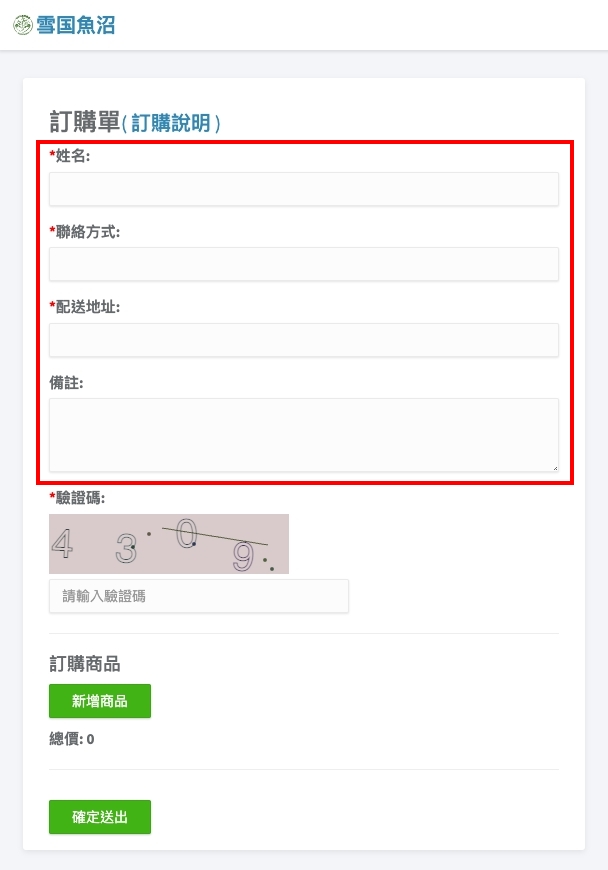 雪国魚沼
訂購單( 訂購說明 )
*姓名:
*聯絡方式:
*配送地址:
備註:
*驗證碼:
4 3 0 9
請輸入驗證碼
訂購商品
新增商品
總價: 0
確定送出